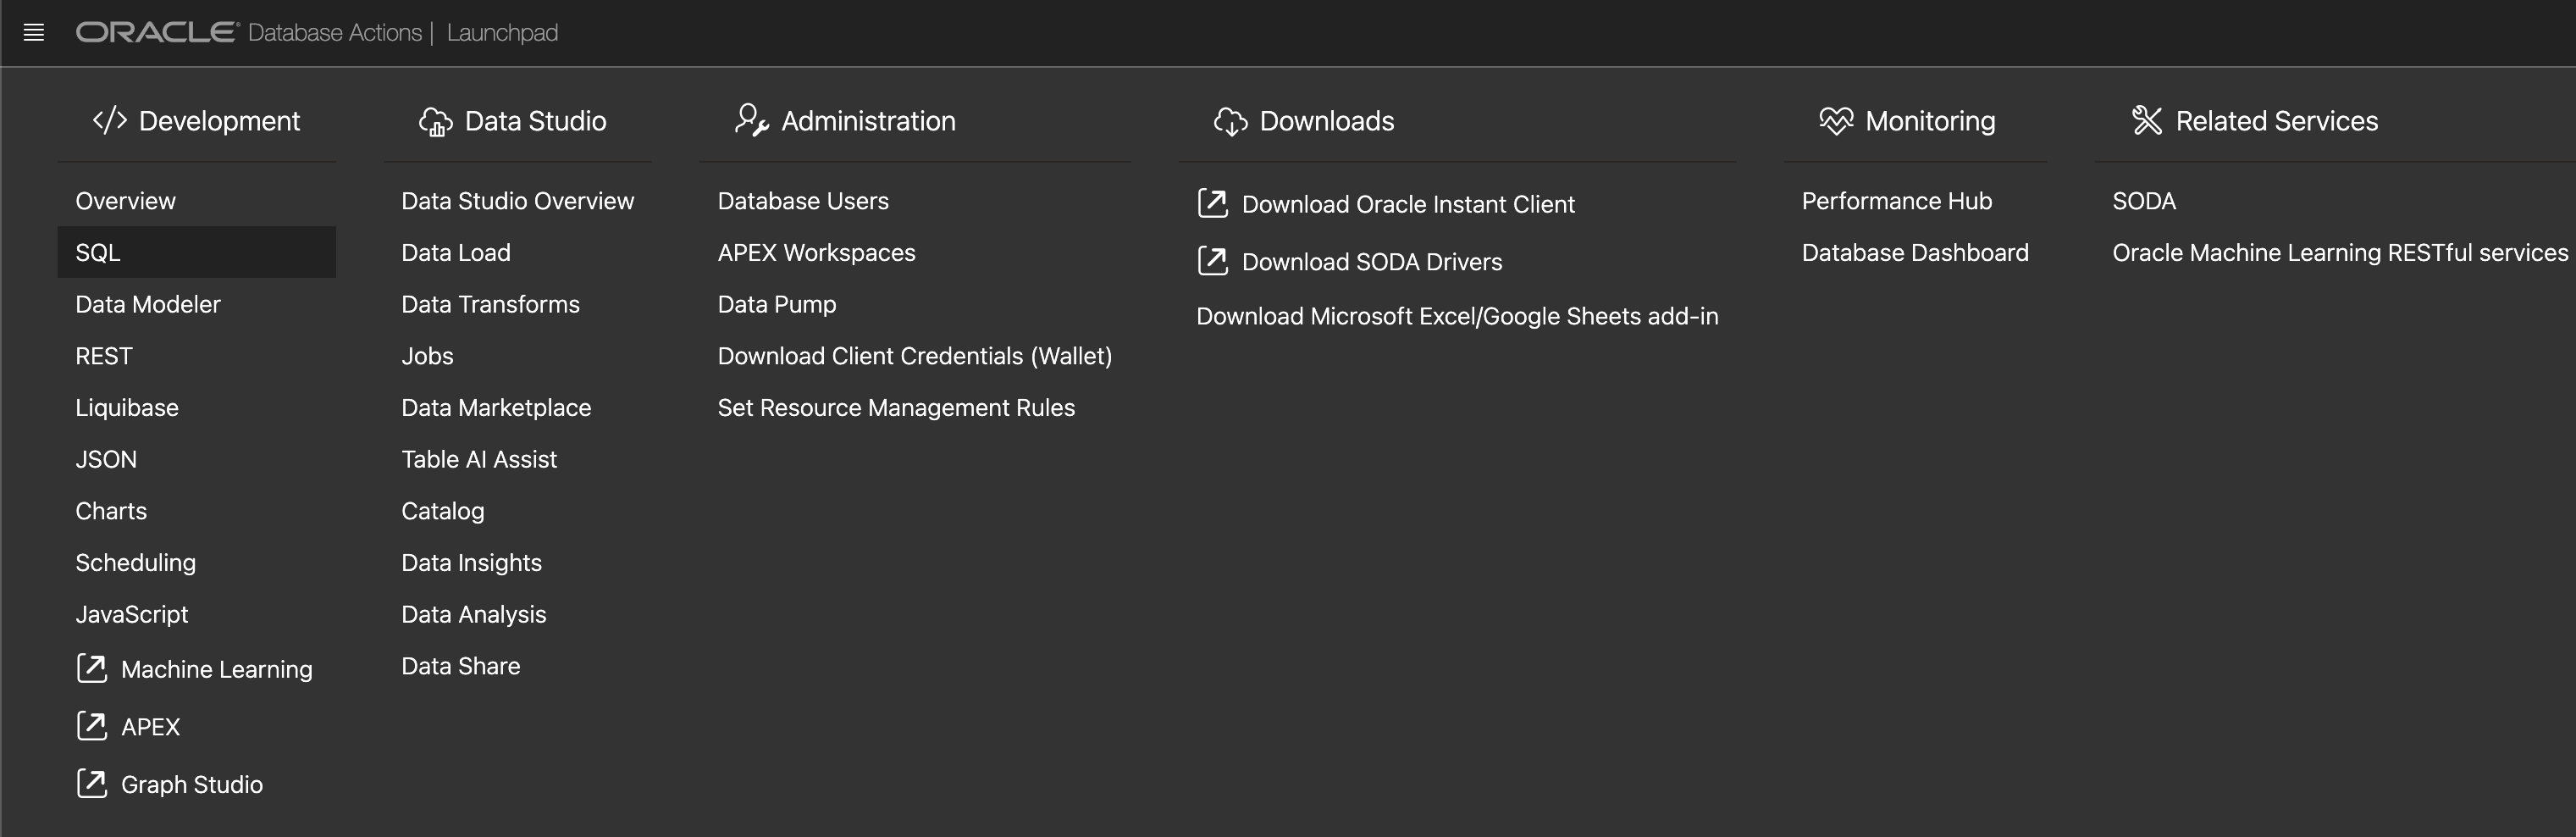 ORACLE® Database Actions | Launchpad
Development
Overview
SQL
Data Modeler
REST
Liquibase
JSON
Charts
Scheduling
JavaScript
Machine Learning
APEX
Graph Studio
Data Studio
Data Studio Overview
Data Load
Data Transforms
Jobs
Data Marketplace
Table AI Assist
Catalog
Data Insights
Data Analysis
Data Share
Administration
Database Users
APEX Workspaces
Data Pump
Download Client Credentials (Wallet)
Set Resource Management Rules
Downloads
Download Oracle Instant Client
Download SODA Drivers
Download Microsoft Excel/Google Sheets add-in
Monitoring
Performance Hub
Database Dashboard
Related Services
SODA
Oracle Machine Learning RESTful services